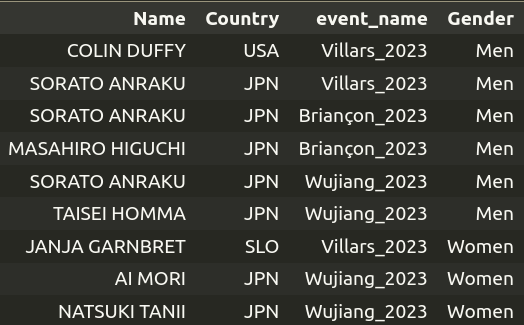 Name Country event_name Gender
COLIN DUFFY USA Villars_2023 Men
SORATO ANRAKU JPN Villars_2023 Men
SORATO ANRAKU JPN Briançon_2023 Men
MASAHIRO HIGUCHI JPN Briançon_2023 Men
SORATO ANRAKU JPN Wujiang_2023 Men
TAISEI HOMMA JPN Wujiang_2023 Men
JANJA GARNBRET SLO Villars_2023 Women
AI MORI JPN Wujiang_2023 Women
NATSUKI TANII JPN Wujiang_2023 Women